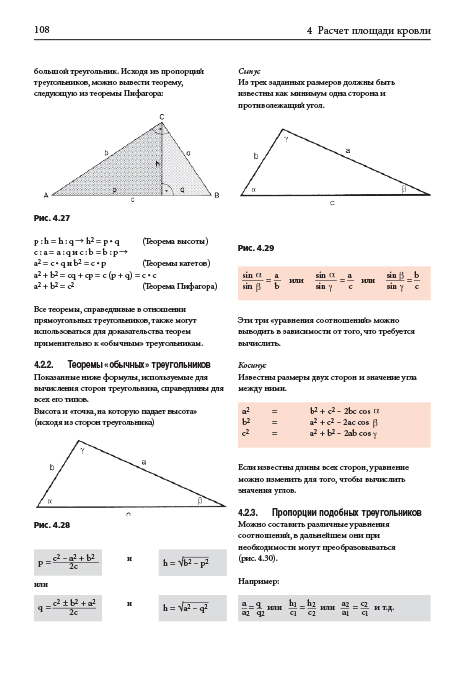 108
4 Расчет площади кровли
большой треугольник. Исходя из пропорций
треугольников, можно вывести теорему,
следующую из теоремы Пифагора:
C
b
a
h
p
q
A
c
B
Рис. 4.27
p : h = h : q → h² = p • q (Теорема высоты)
c : a = a : q и c : b = b : p →
a² = c • q и b² = c • p (Теоремы катетов)
a² + b² = cq + cp = c (p + q) = c • c
a² + b² = c² (Теорема Пифагора)
Все теоремы, справедливые в отношении
прямоугольных треугольников, также могут
использоваться для доказательства теорем
применительно к «обычным» треугольникам.
4.2.2. Теоремы «обычных» треугольников
Показанные ниже формулы, используемые для
вычисления сторон треугольника, справедливы для
всех его типов.
Высота и «точка, на которую падает высота»
(исходя из сторон треугольника)
γ
b
a
α
β
Рис. 4.28
p = c² – a² + b² / 2c и h = √b² – p²
или
q = c² ± b² + a² / 2c и h = √a² – q²
Синус
Из трех заданных размеров должны быть
известны как минимум одна сторона и
противолежащий угол.
γ
b
a
α
β
c
Рис. 4.29
sin α / sin β = a / b или sin α / sin γ = a / c или sin β / sin γ = b / c
Эти три «уравнения соотношений» можно
выводить в зависимости от того, что требуется
вычислить.
Косинус
Известны размеры двух сторон и значение угла
между ними.
a² = b² + c² – 2bc cos α
b² = a² + c² – 2ac cos β
c² = a² + b² – 2ab cos γ
Если известны длины всех сторон, уравнение
можно изменить для того, чтобы вычислить
значения углов.
4.2.3. Пропорции подобных треугольников
Можно составить различные уравнения
соотношений, в дальнейшем они при
необходимости могут преобразовываться
(рис. 4.30).
Например:
a / a₂ = q / q₂ или h₁ / c₁ = h₂ / c₂ или a₂ / a₁ = c₂ / c₁ и т.д.